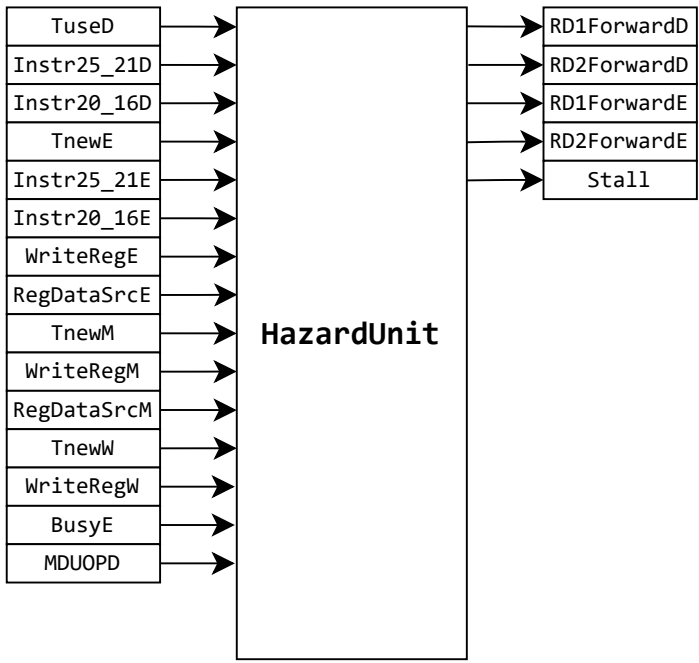 TuseD
Instr25_21D
Instr20_16D
TnewE
Instr25_21E
Instr20_16E
WriteRegE
RegDataSrcE
TnewM
WriteRegM
RegDataSrcM
TnewW
WriteRegW
BusyE
MDUOPD
HazardUnit
RD1ForwardD
RD2ForwardD
RD1ForwardE
RD2ForwardE
Stall